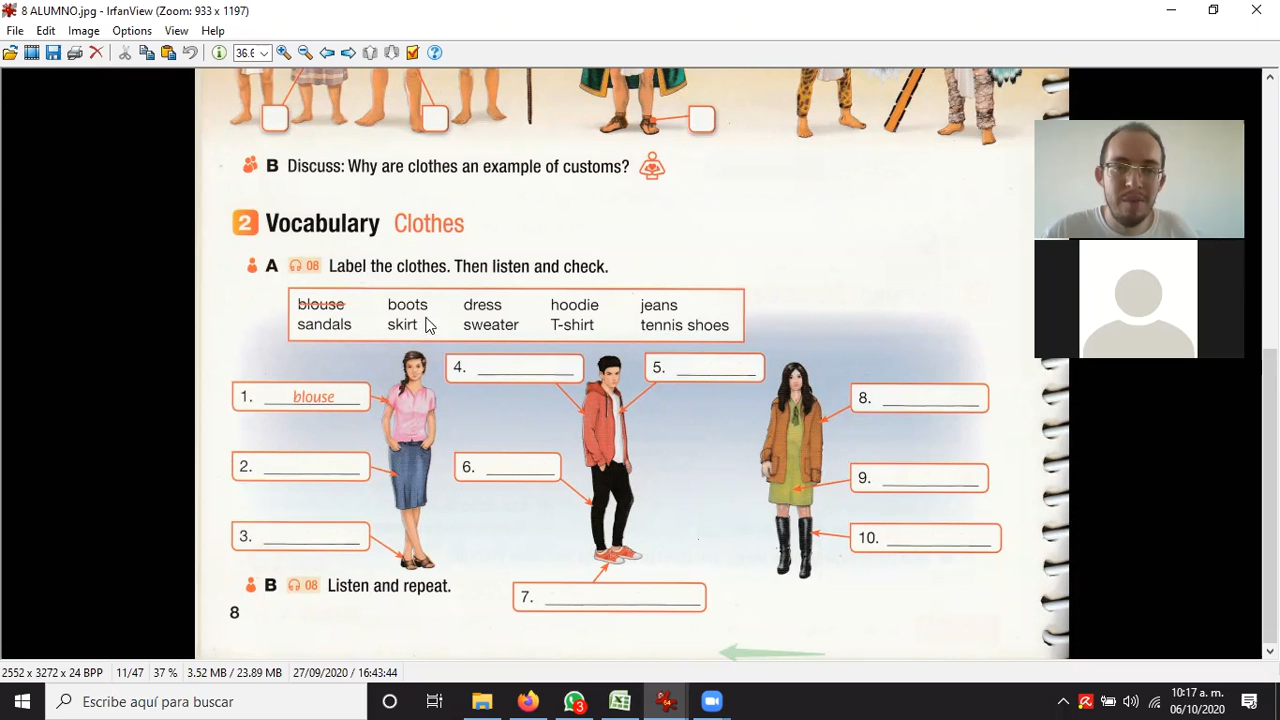 8 ALUMNO.jpg - IrfanView (Zoom: 933 x 1197)
File Edit Image Options View Help
36.6
B Discuss: Why are clothes an example of customs?
2 Vocabulary Clothes
A 08 Label the clothes. Then listen and check.
blouse boots dress hoodie jeans
sandals skirt sweater T-shirt tennis shoes
4. 5.
1. blouse
8.
2. 6.
9.
3.
10.
B 08 Listen and repeat.
7.
8
2552 x 3272 x 24 BPP 11/47 37 % 3.52 MB / 23.89 MB 27/09/2020 / 16:43:44
Escribe aquí para buscar
3
64
10:17 a. m.
06/10/2020